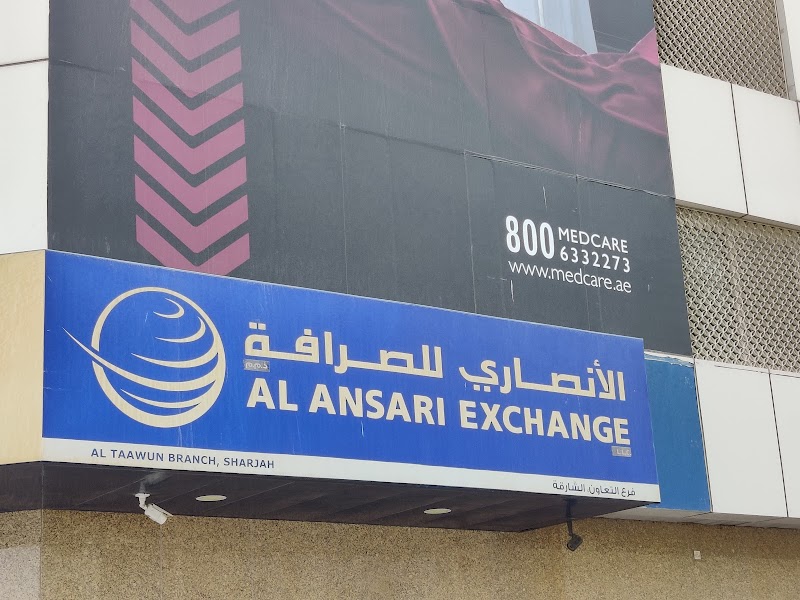 800 MEDCARE
6332273
www.medcare.ae
الأنصاري للصرافة
ذ.م.م
AL ANSARI EXCHANGE
L.L.C
AL TAAWUN BRANCH, SHARJAH
فرع التعاون، الشارقة